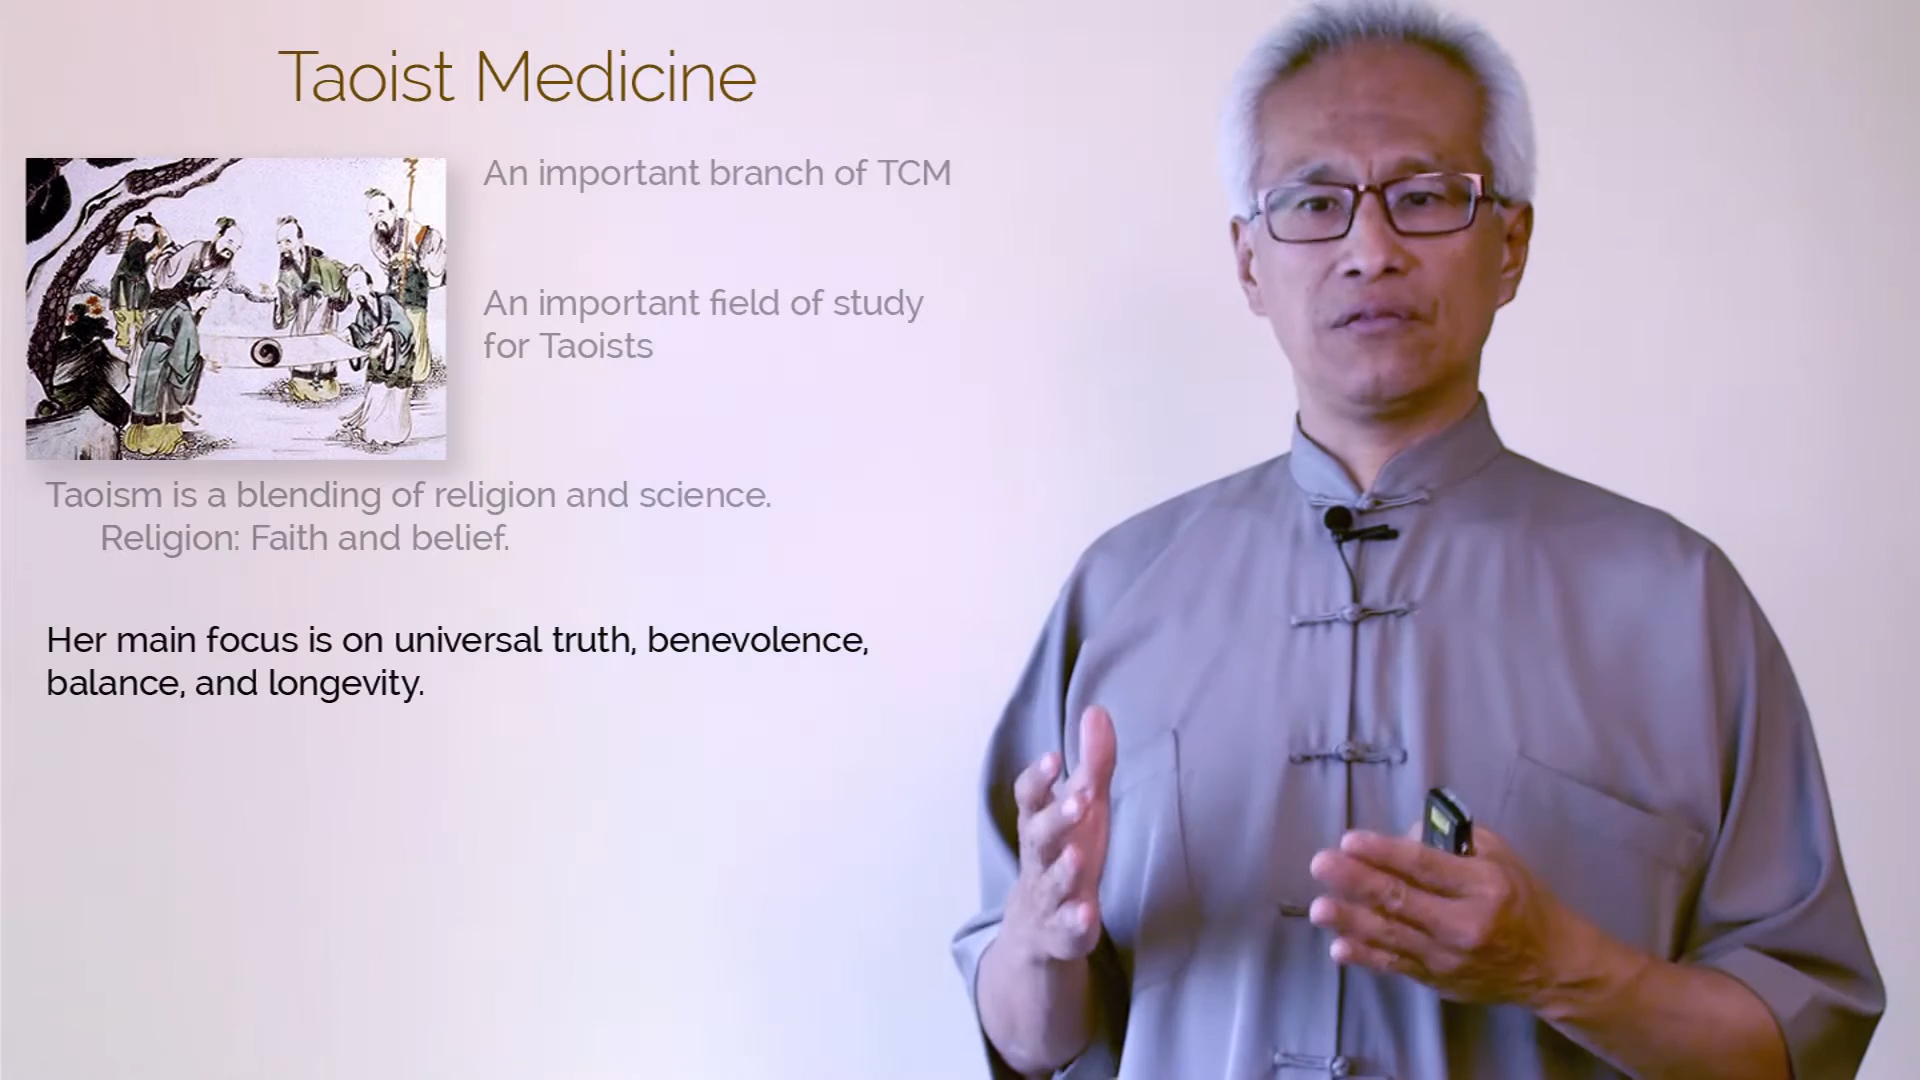 Taoist Medicine
An important branch of TCM
An important field of study
for Taoists
Taoism is a blending of religion and science.
Religion: Faith and belief.
Her main focus is on universal truth, benevolence,
balance, and longevity.